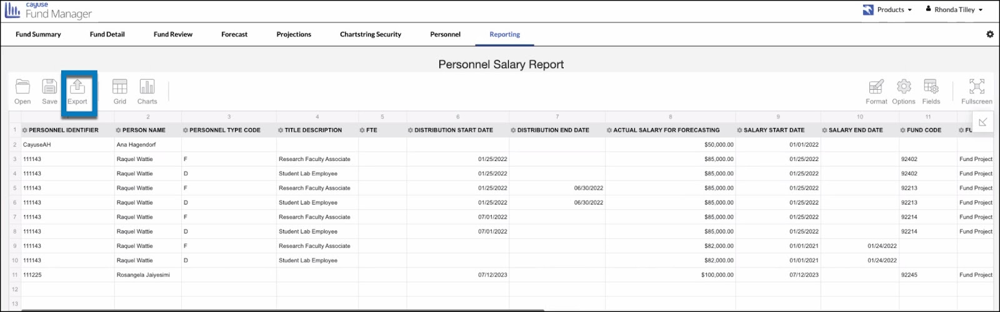 cayuse
Fund Manager
Products Rhonda Tilley
Fund Summary Fund Detail Fund Review Forecast Projections Chartstring Security Personnel Reporting
Personnel Salary Report
Open Save Export Grid Charts Format Options Fields Fullscreen
1 2 3 4 5 6 7 8 9 10 11
1 PERSONNEL IDENTIFIER PERSON NAME PERSONNEL TYPE CODE TITLE DESCRIPTION FTE DISTRIBUTION START DATE DISTRIBUTION END DATE ACTUAL SALARY FOR FORECASTING SALARY START DATE SALARY END DATE FUND CODE FU
2 CayuseAH Ana Hagendorf $50,000.00 01/01/2022
3 111143 Raquel Wattie F Research Faculty Associate 01/25/2022 $85,000.00 01/25/2022 92402 Fund Project
4 111143 Raquel Wattie D Student Lab Employee 01/25/2022 $85,000.00 01/25/2022 92402 Fund Project
5 111143 Raquel Wattie F Research Faculty Associate 01/25/2022 06/30/2022 $85,000.00 01/25/2022 92213 Fund Project
6 111143 Raquel Wattie D Student Lab Employee 01/25/2022 06/30/2022 $85,000.00 01/25/2022 92213 Fund Project
7 111143 Raquel Wattie F Research Faculty Associate 07/01/2022 $85,000.00 01/25/2022 92214 Fund Project
8 111143 Raquel Wattie D Student Lab Employee 07/01/2022 $85,000.00 01/25/2022 92214 Fund Project
9 111143 Raquel Wattie F Research Faculty Associate $82,000.00 01/01/2021 01/24/2022
10 111143 Raquel Wattie D Student Lab Employee $82,000.00 01/01/2021 01/24/2022
11 111225 Rosangela Jaiyesimi 07/12/2023 $100,000.00 07/12/2023 92245 Fund Project
12
13